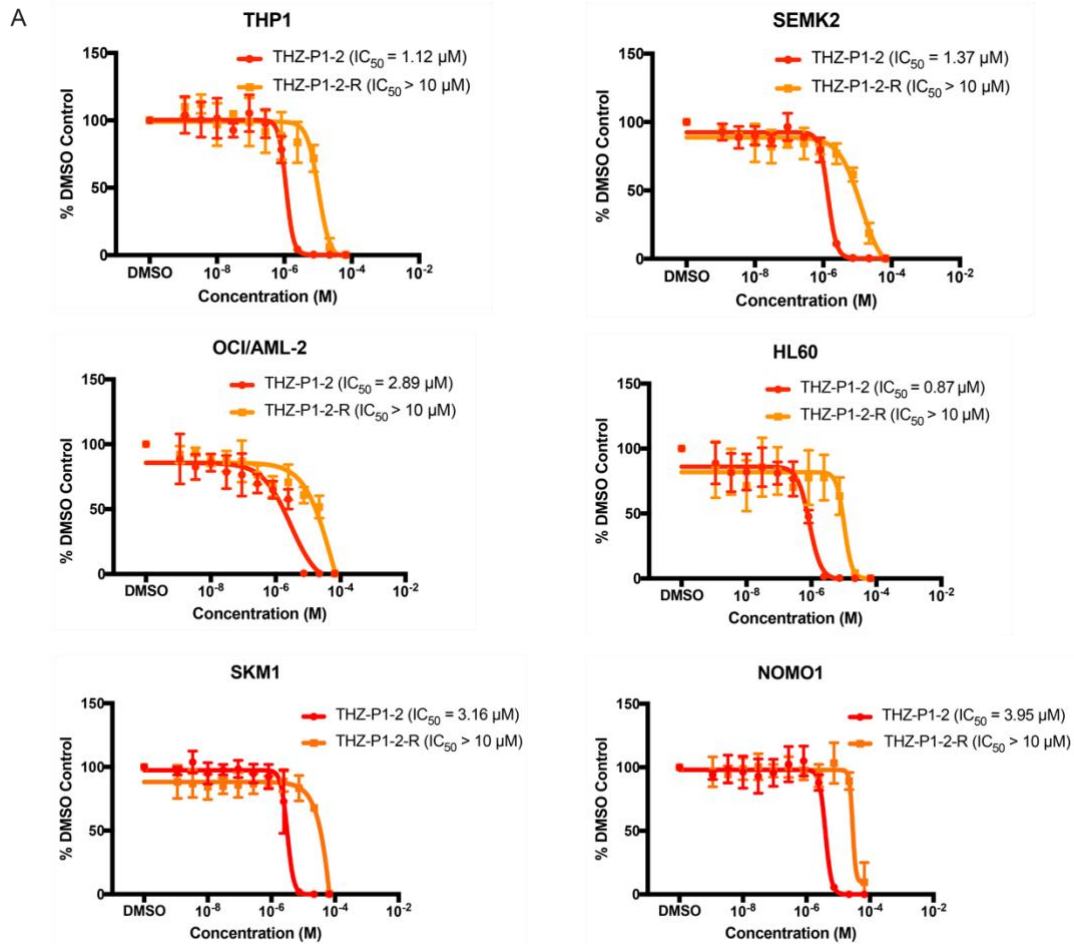 A
THP1
THZ-P1-2 (IC50 = 1.12 µM)
THZ-P1-2-R (IC50 > 10 µM)
% DMSO Control
150
100
50
0
DMSO
10-8
10-6
10-4
10-2
Concentration (M)
SEMK2
THZ-P1-2 (IC50 = 1.37 µM)
THZ-P1-2-R (IC50 > 10 µM)
% DMSO Control
150
100
50
0
DMSO
10-8
10-6
10-4
10-2
Concentration (M)
OCI/AML-2
THZ-P1-2 (IC50 = 2.89 µM)
THZ-P1-2-R (IC50 > 10 µM)
% DMSO Control
150
100
50
0
DMSO
10-8
10-6
10-4
10-2
Concentration (M)
HL60
THZ-P1-2 (IC50 = 0.87 µM)
THZ-P1-2-R (IC50 > 10 µM)
% DMSO Control
150
100
50
0
DMSO
10-8
10-6
10-4
10-2
Concentration (M)
SKM1
THZ-P1-2 (IC50 = 3.16 µM)
THZ-P1-2-R (IC50 > 10 µM)
% DMSO Control
150
100
50
0
DMSO
10-8
10-6
10-4
10-2
Concentration (M)
NOMO1
THZ-P1-2 (IC50 = 3.95 µM)
THZ-P1-2-R (IC50 > 10 µM)
% DMSO Control
150
100
50
0
DMSO
10-8
10-6
10-4
10-2
Concentration (M)